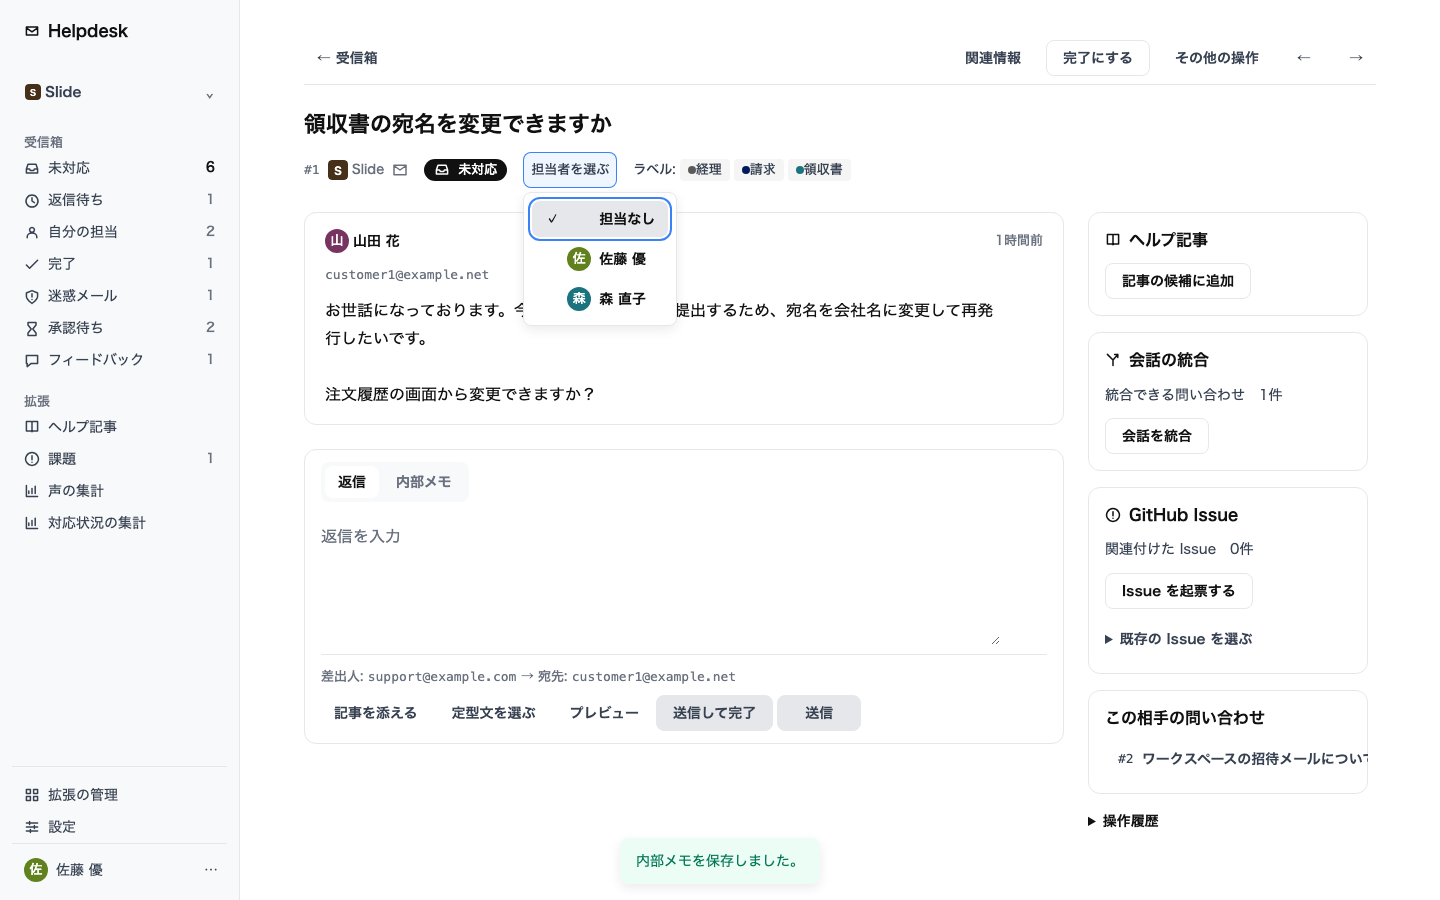 Helpdesk
S Slide
受信箱
未対応 6
返信待ち 1
自分の担当 2
完了 1
迷惑メール 1
承認待ち 2
フィードバック 1
拡張
ヘルプ記事
課題 1
声の集計
対応状況の集計
拡張の管理
設定
佐 佐藤 優 …
← 受信箱
関連情報 完了にする その他の操作 ← →
領収書の宛名を変更できますか
#1 S Slide 未対応 担当者を選ぶ ラベル: 経理 請求 領収書
✓ 担当なし
佐 佐藤 優
森 森 直子
山 山田 花 1時間前
customer1@example.net
お世話になっております。 提出するため、宛名を会社名に変更して再発
行したいです。
注文履歴の画面から変更できますか？
返信 内部メモ
返信を入力
差出人: support@example.com → 宛先: customer1@example.net
記事を添える 定型文を選ぶ プレビュー 送信して完了 送信
ヘルプ記事
記事の候補に追加
会話の統合
統合できる問い合わせ 1件
会話を統合
GitHub Issue
関連付けた Issue 0件
Issue を起票する
▶ 既存の Issue を選ぶ
この相手の問い合わせ
#2 ワークスペースの招待メールについて
▶ 操作履歴
内部メモを保存しました。